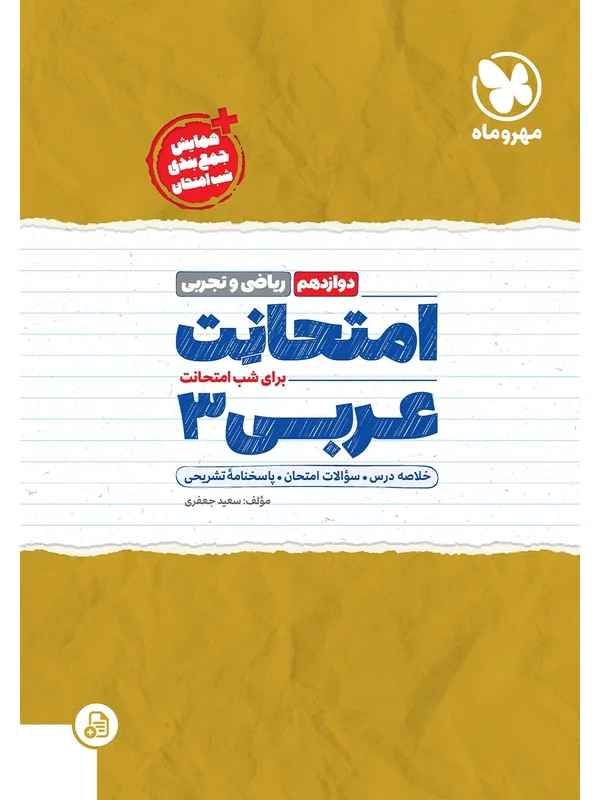 مهروماه
همایش
جمع بندی
شب امتحان
دوازدهم ریاضی و تجربی
امتحانِت
برای شب امتحانت
عربی ۳
خلاصه درس • سؤالات امتحان • پاسخنامهٔ تشریحی
مؤلف: سعید جعفری